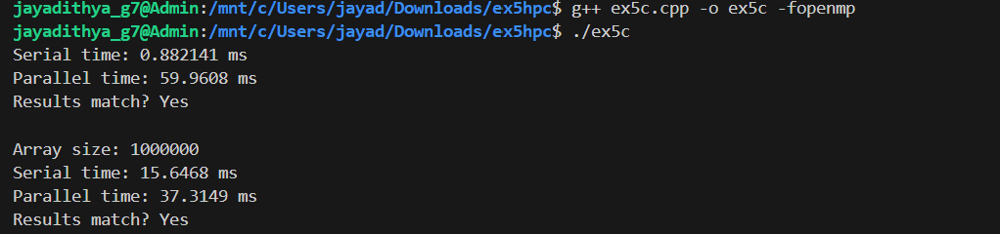 jayadithya_g7@Admin:/mnt/c/Users/jayad/Downloads/ex5hpc$ g++ ex5c.cpp -o ex5c -fopenmp
jayadithya_g7@Admin:/mnt/c/Users/jayad/Downloads/ex5hpc$ ./ex5c
Serial time: 0.882141 ms
Parallel time: 59.9608 ms
Results match? Yes

Array size: 1000000
Serial time: 15.6468 ms
Parallel time: 37.3149 ms
Results match? Yes